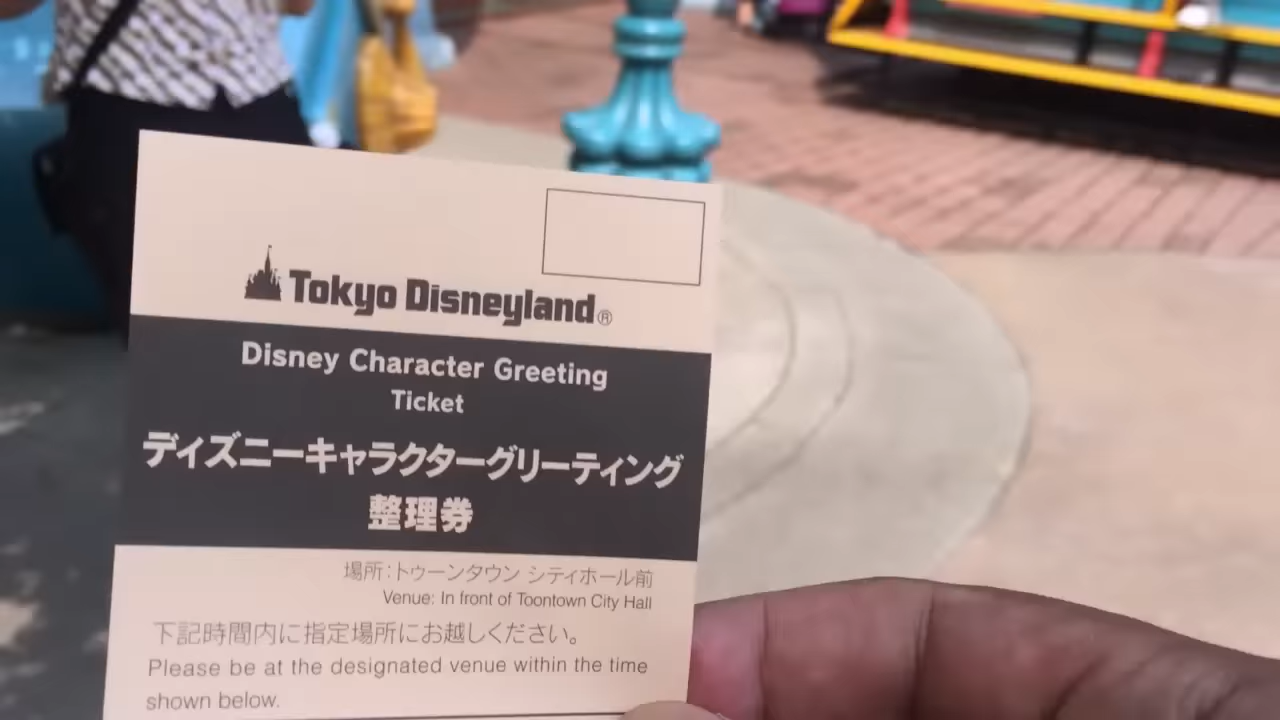 Tokyo Disneyland®
Disney Character Greeting
Ticket
ディズニーキャラクターグリーティング
整理券
場所:トゥーンタウン シティホール前
Venue: In front of Toontown City Hall
下記時間内に指定場所にお越しください。
Please be at the designated venue within the time
shown below.